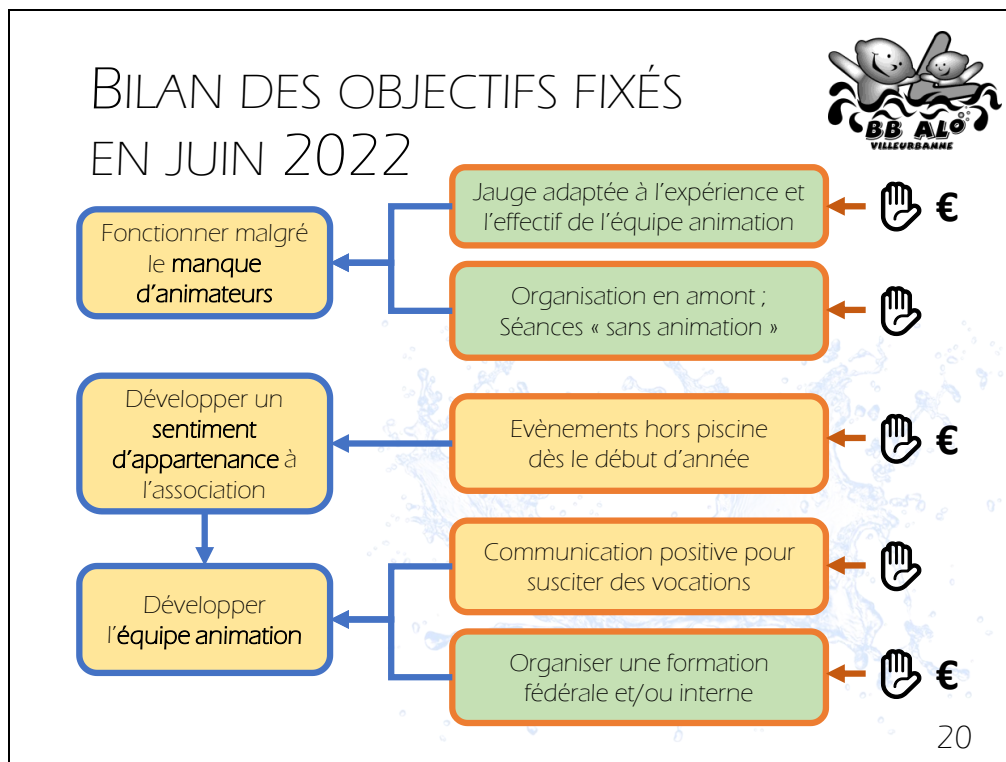 BILAN DES OBJECTIFS FIXÉS
EN JUIN 2022
BB ALO
VILLEURBANNE
Fonctionner malgré
le manque
d'animateurs
Jauge adaptée à l'expérience et
l'effectif de l'équipe animation
€
Organisation en amont ;
Séances « sans animation »
Développer un
sentiment
d'appartenance à
l'association
Evènements hors piscine
dès le début d'année
€
Développer
l'équipe animation
Communication positive pour
susciter des vocations
Organiser une formation
fédérale et/ou interne
€
20